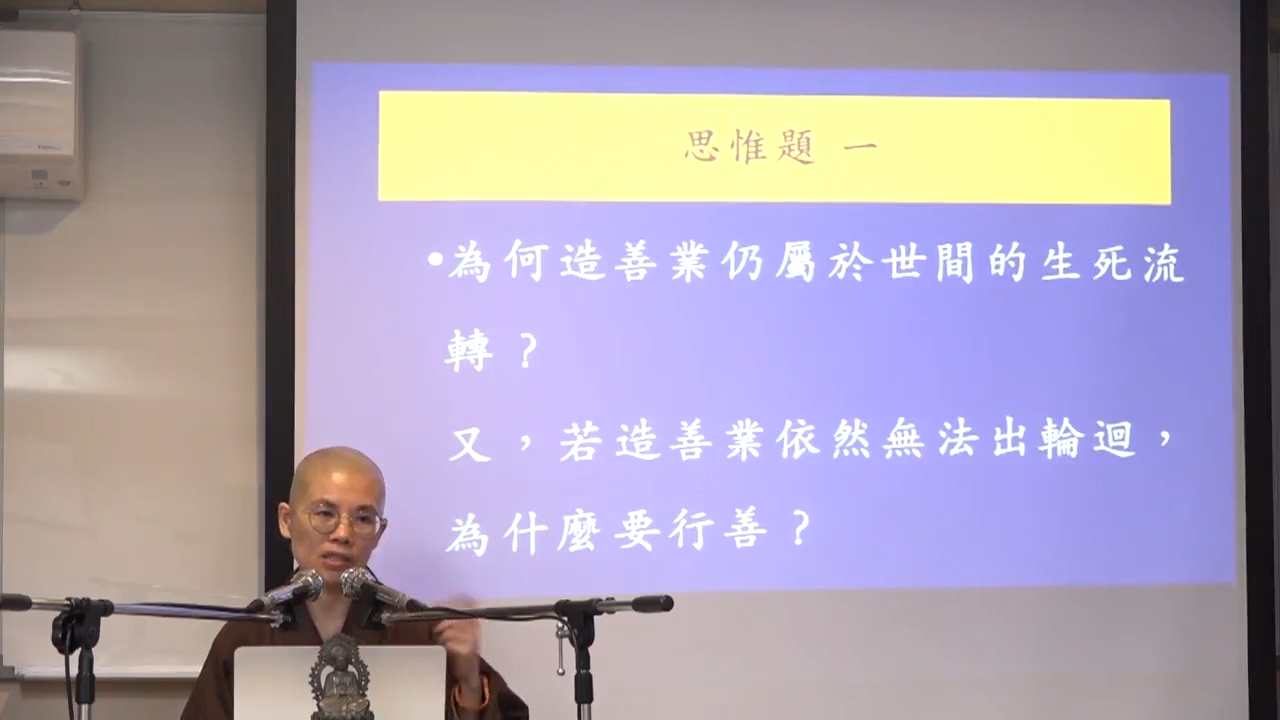 思惟題 一
•為何造善業仍屬於世間的生死流
轉？
又，若造善業依然無法出輪迴，
為什麼要行善？